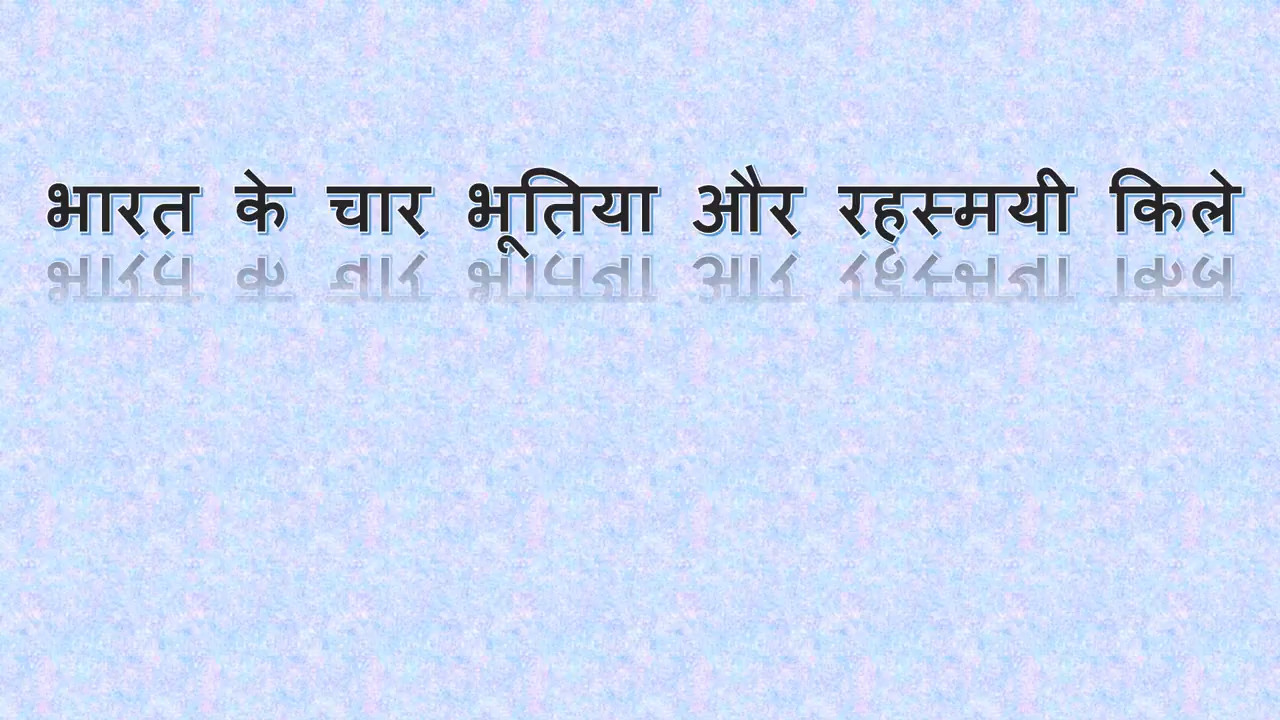 भारत के चार भूतिया और रहस्मयी किले